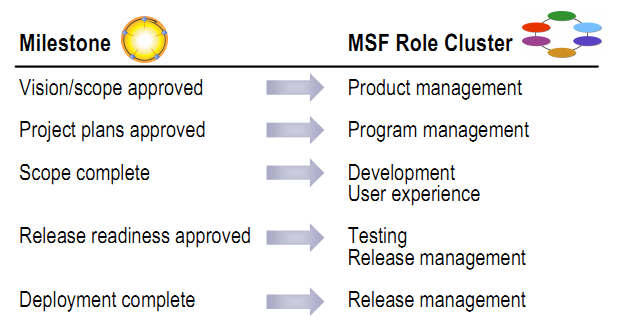 Milestone MSF Role Cluster
Vision/scope approved Product management
Project plans approved Program management
Scope complete Development
User experience
Release readiness approved Testing
Release management
Deployment complete Release management